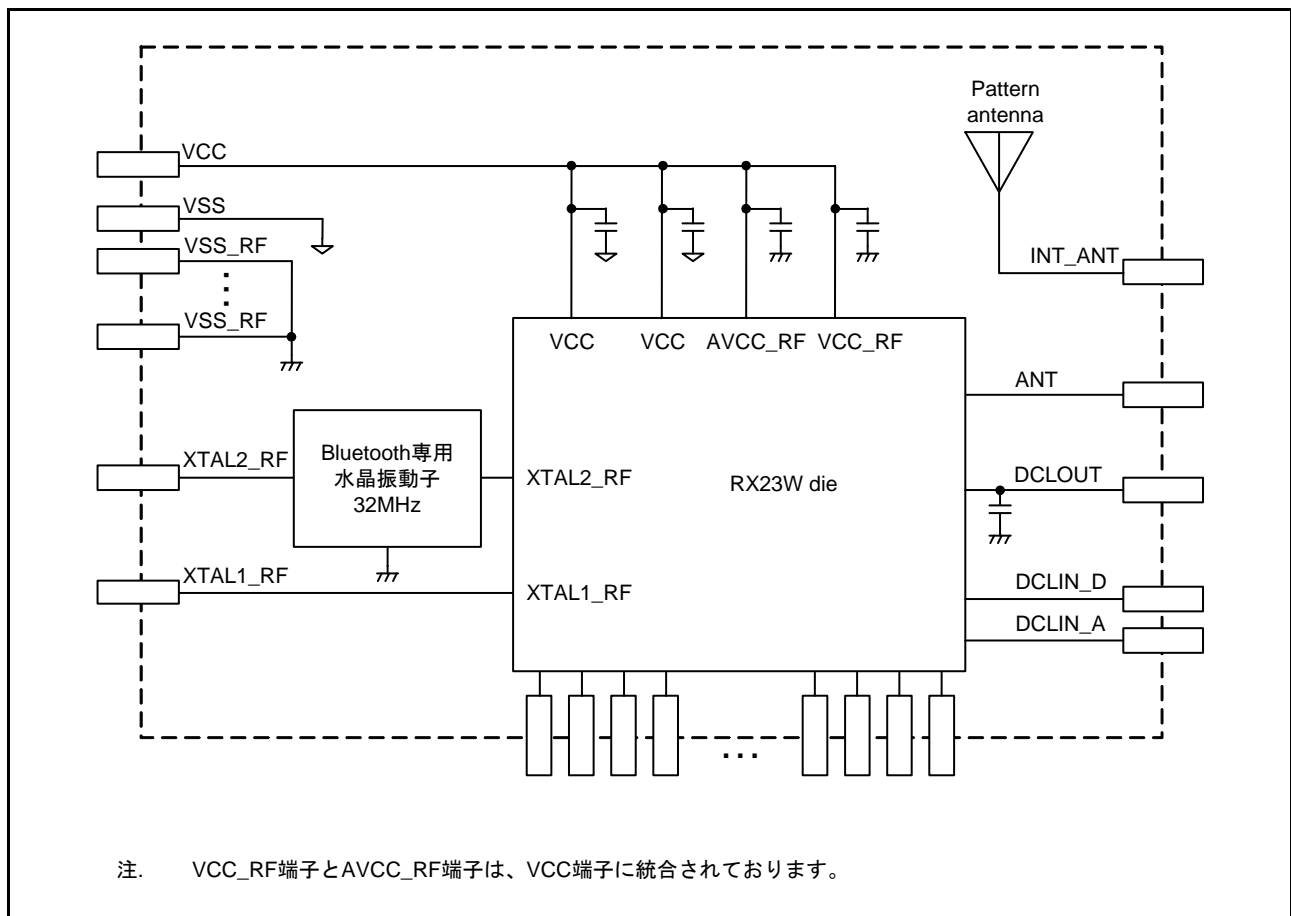 Pattern
antenna
VCC
VSS
VSS_RF
VSS_RF
INT_ANT
VCC VCC AVCC_RF VCC_RF
ANT
XTAL2_RF
Bluetooth専用
水晶振動子
32MHz
XTAL2_RF
RX23W die
DCLOUT
XTAL1_RF
XTAL1_RF
DCLIN_D
DCLIN_A
...
注. VCC_RF端子とAVCC_RF端子は、VCC端子に統合されております。